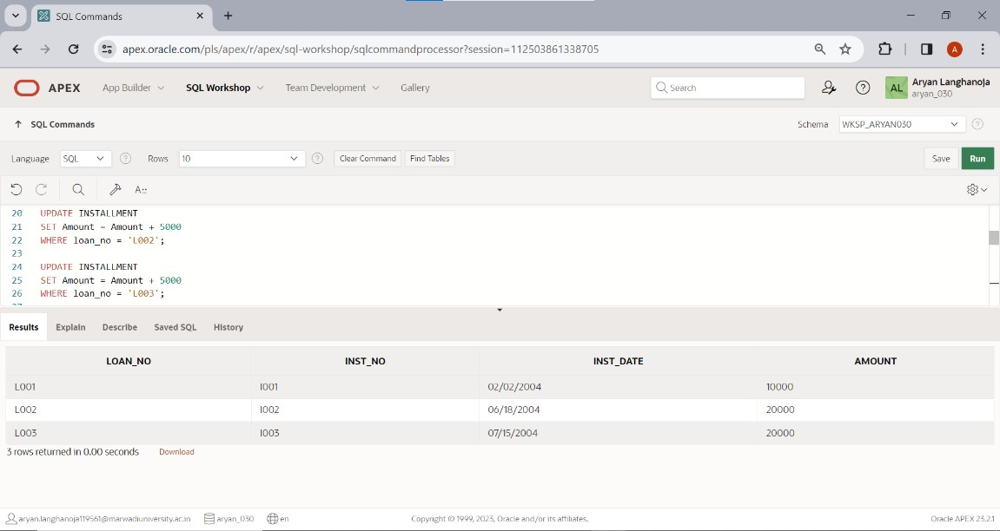 SQL Commands
apex.oracle.com/pls/apex/r/apex/sql-workshop/sqlcommandprocessor?session=112503861338705
A
APEX App Builder SQL Workshop Team Development Gallery Search AL Aryan Langhanoja
aryan_030
SQL Commands Schema WKSP_ARYAN030
Language SQL Rows 10 Clear Command Find Tables Save Run
20 UPDATE INSTALLMENT
21 SET Amount = Amount + 5000
22 WHERE loan_no = 'L002';
23
24 UPDATE INSTALLMENT
25 SET Amount = Amount + 5000
26 WHERE loan_no = 'L003';
Results Explain Describe Saved SQL History
LOAN_NO INST_NO INST_DATE AMOUNT
L001 I001 02/02/2004 10000
L002 I002 06/18/2004 20000
L003 I003 07/15/2004 20000
3 rows returned in 0.00 seconds Download
aryan.langhanoja119561@marwadiuniversity.ac.in aryan_030 en Copyright © 1999, 2023, Oracle and/or its affiliates. Oracle APEX 23.2.1